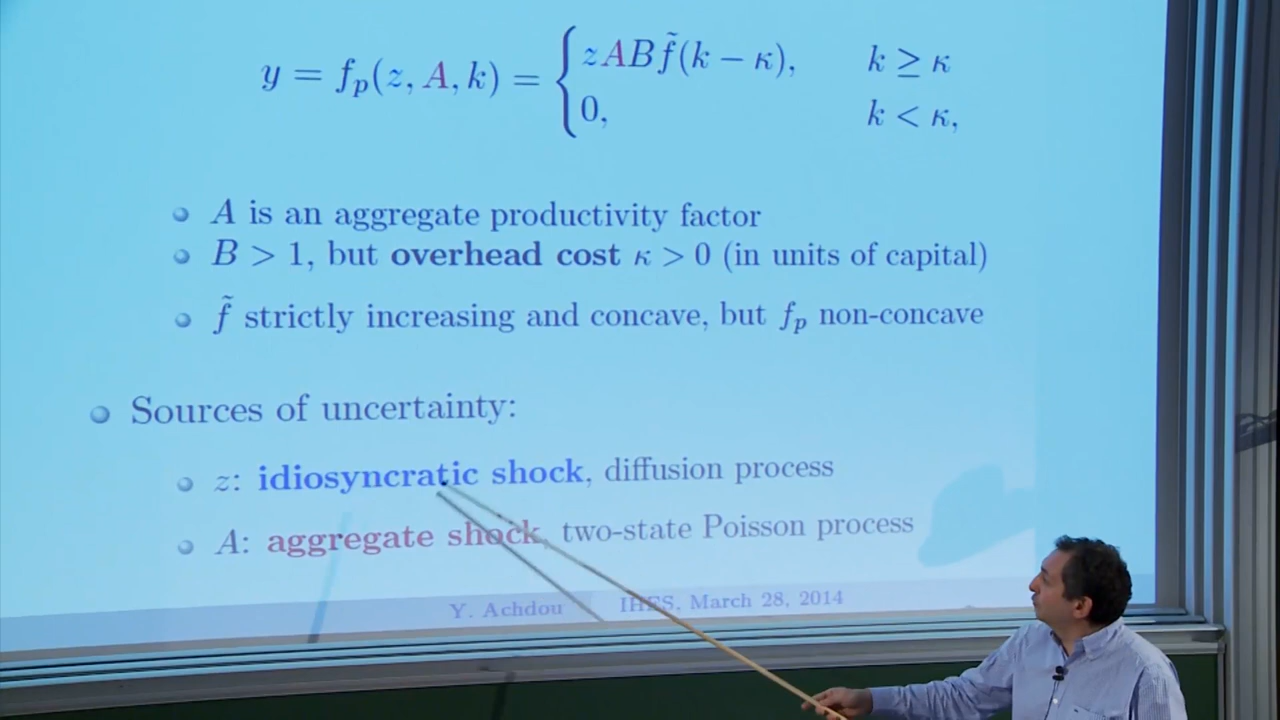 y = f_p(z, A, k) = { zAB f̃(k − κ), k ≥ κ
0, k < κ,
A is an aggregate productivity factor
B > 1, but overhead cost κ > 0 (in units of capital)
f̃ strictly increasing and concave, but f_p non-concave
Sources of uncertainty:
z: idiosyncratic shock, diffusion process
A: aggregate shock, two-state Poisson process
Y. Achdou IHES, March 28, 2014